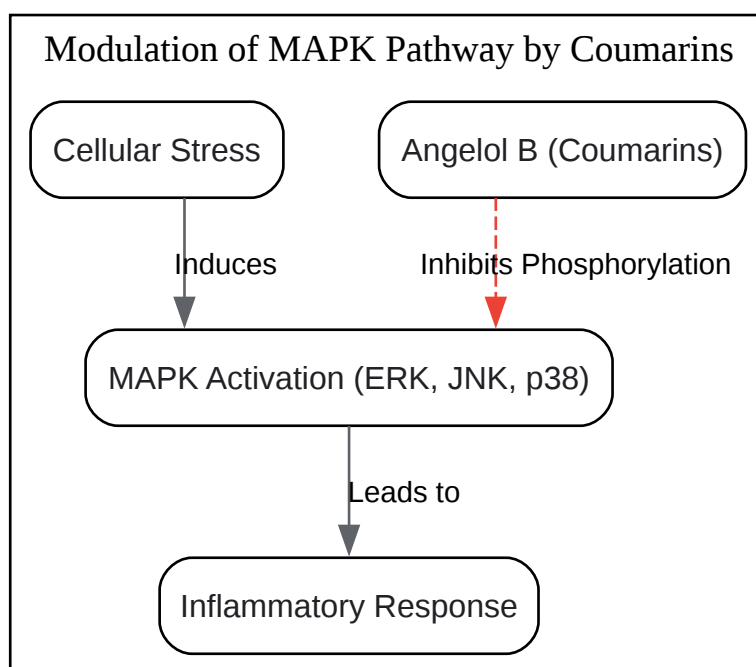 Modulation of MAPK Pathway by Coumarins
Cellular Stress
Angelol B (Coumarins)
Induces
Inhibits Phosphorylation
MAPK Activation (ERK, JNK, p38)
Leads to
Inflammatory Response